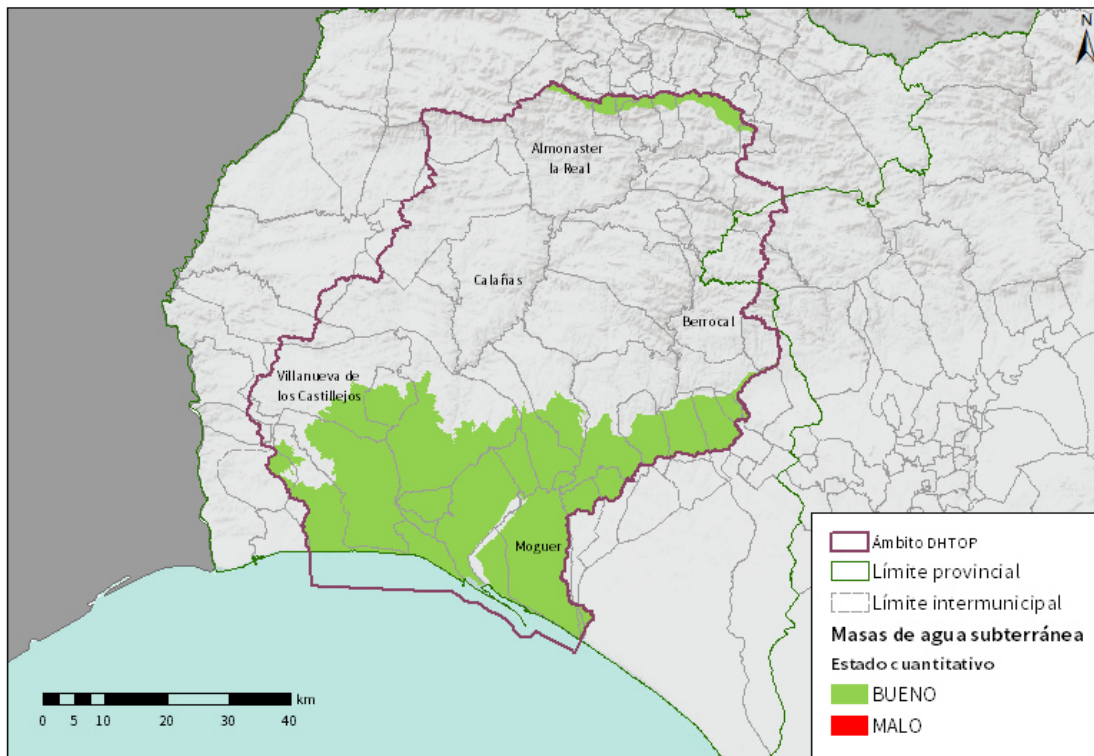 N
Almonaster
la Real
Calañas
Berrocal
Villanueva de
los Castillejos
Moguer
km
0 5 10 20 30 40
Ámbito DHTOP
Límite provincial
Límite intermunicipal
Masas de agua subterránea
Estado cuantitativo
BUENO
MALO